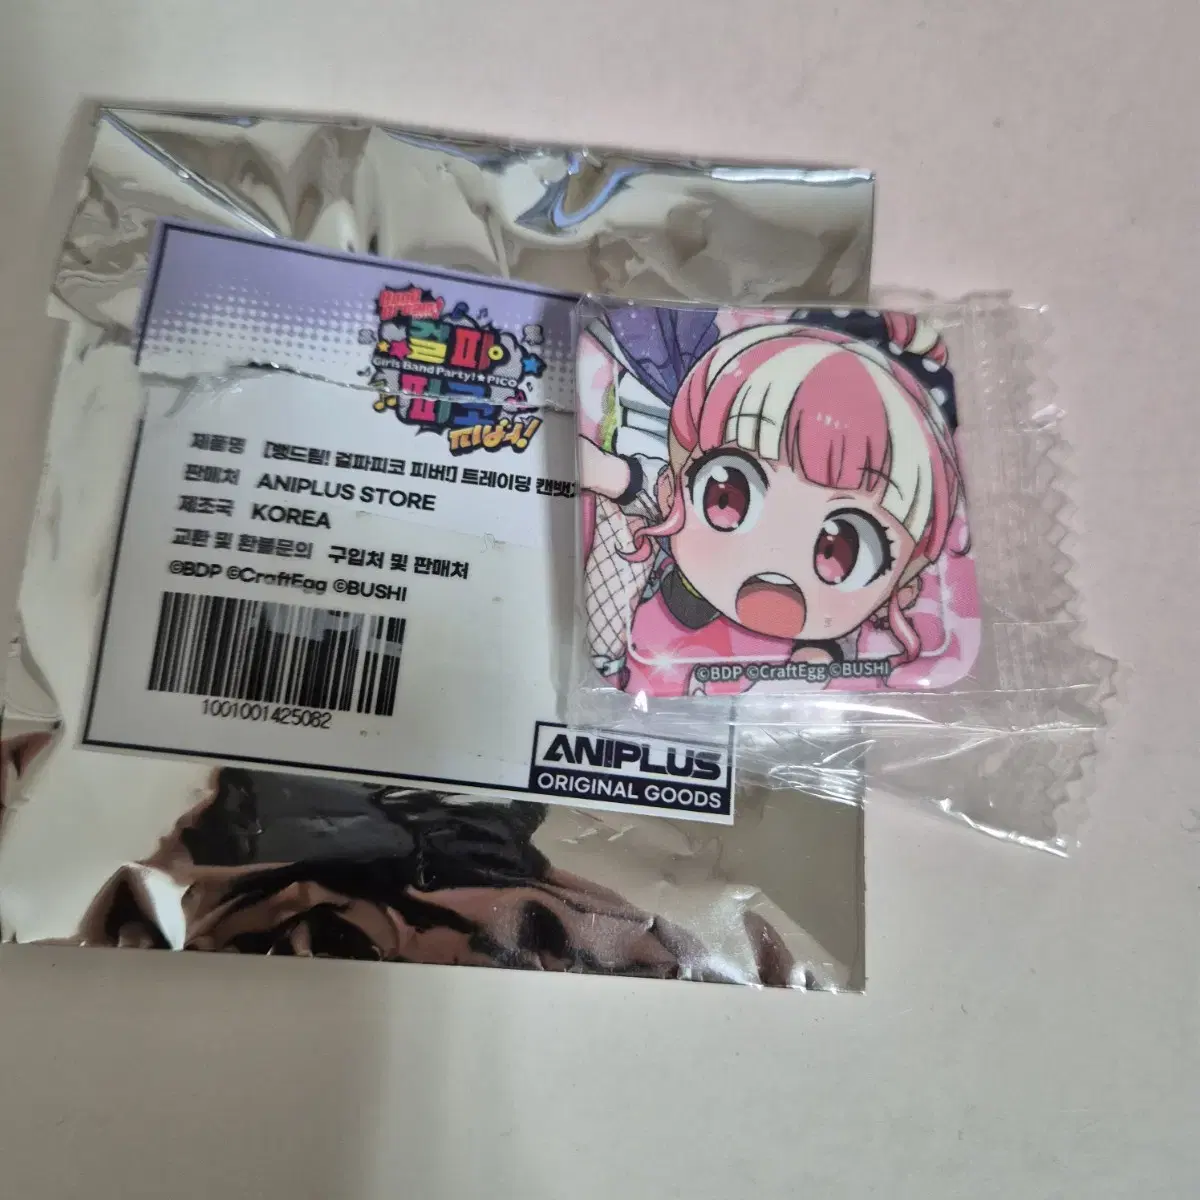 BanG Dream!
걸파
Girls Band Party!★PICO
피코
피버!
제품명 [뱅드림! 걸파피코 피버!] 트레이딩 캔뱃지
판매처 ANIPLUS STORE
제조국 KOREA
교환 및 환불문의 구입처 및 판매처
©BDP ©CraftEgg ©BUSHI
1001001425082
ANIPLUS
ORIGINAL GOODS
©BDP ©CraftEgg ©BUSHI